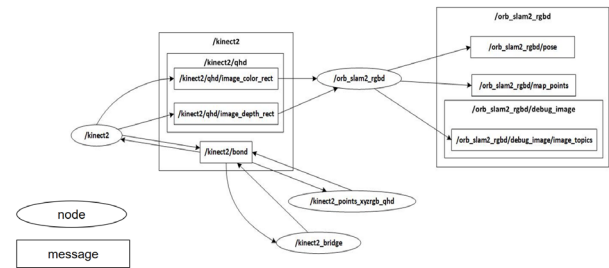 /orb_slam2_rgbd
/kinect2
/orb_slam2_rgbd/pose
/kinect2/qhd
/kinect2/qhd/image_color_rect
/orb_slam2_rgbd
/orb_slam2_rgbd/map_points
/kinect2/qhd/image_depth_rect
/orb_slam2_rgbd/debug_image
/kinect2
/orb_slam2_rgbd/debug_image/image_topics
/kinect2/bond
/kinect2_points_xyzrgb_qhd
node
/kinect2_bridge
message